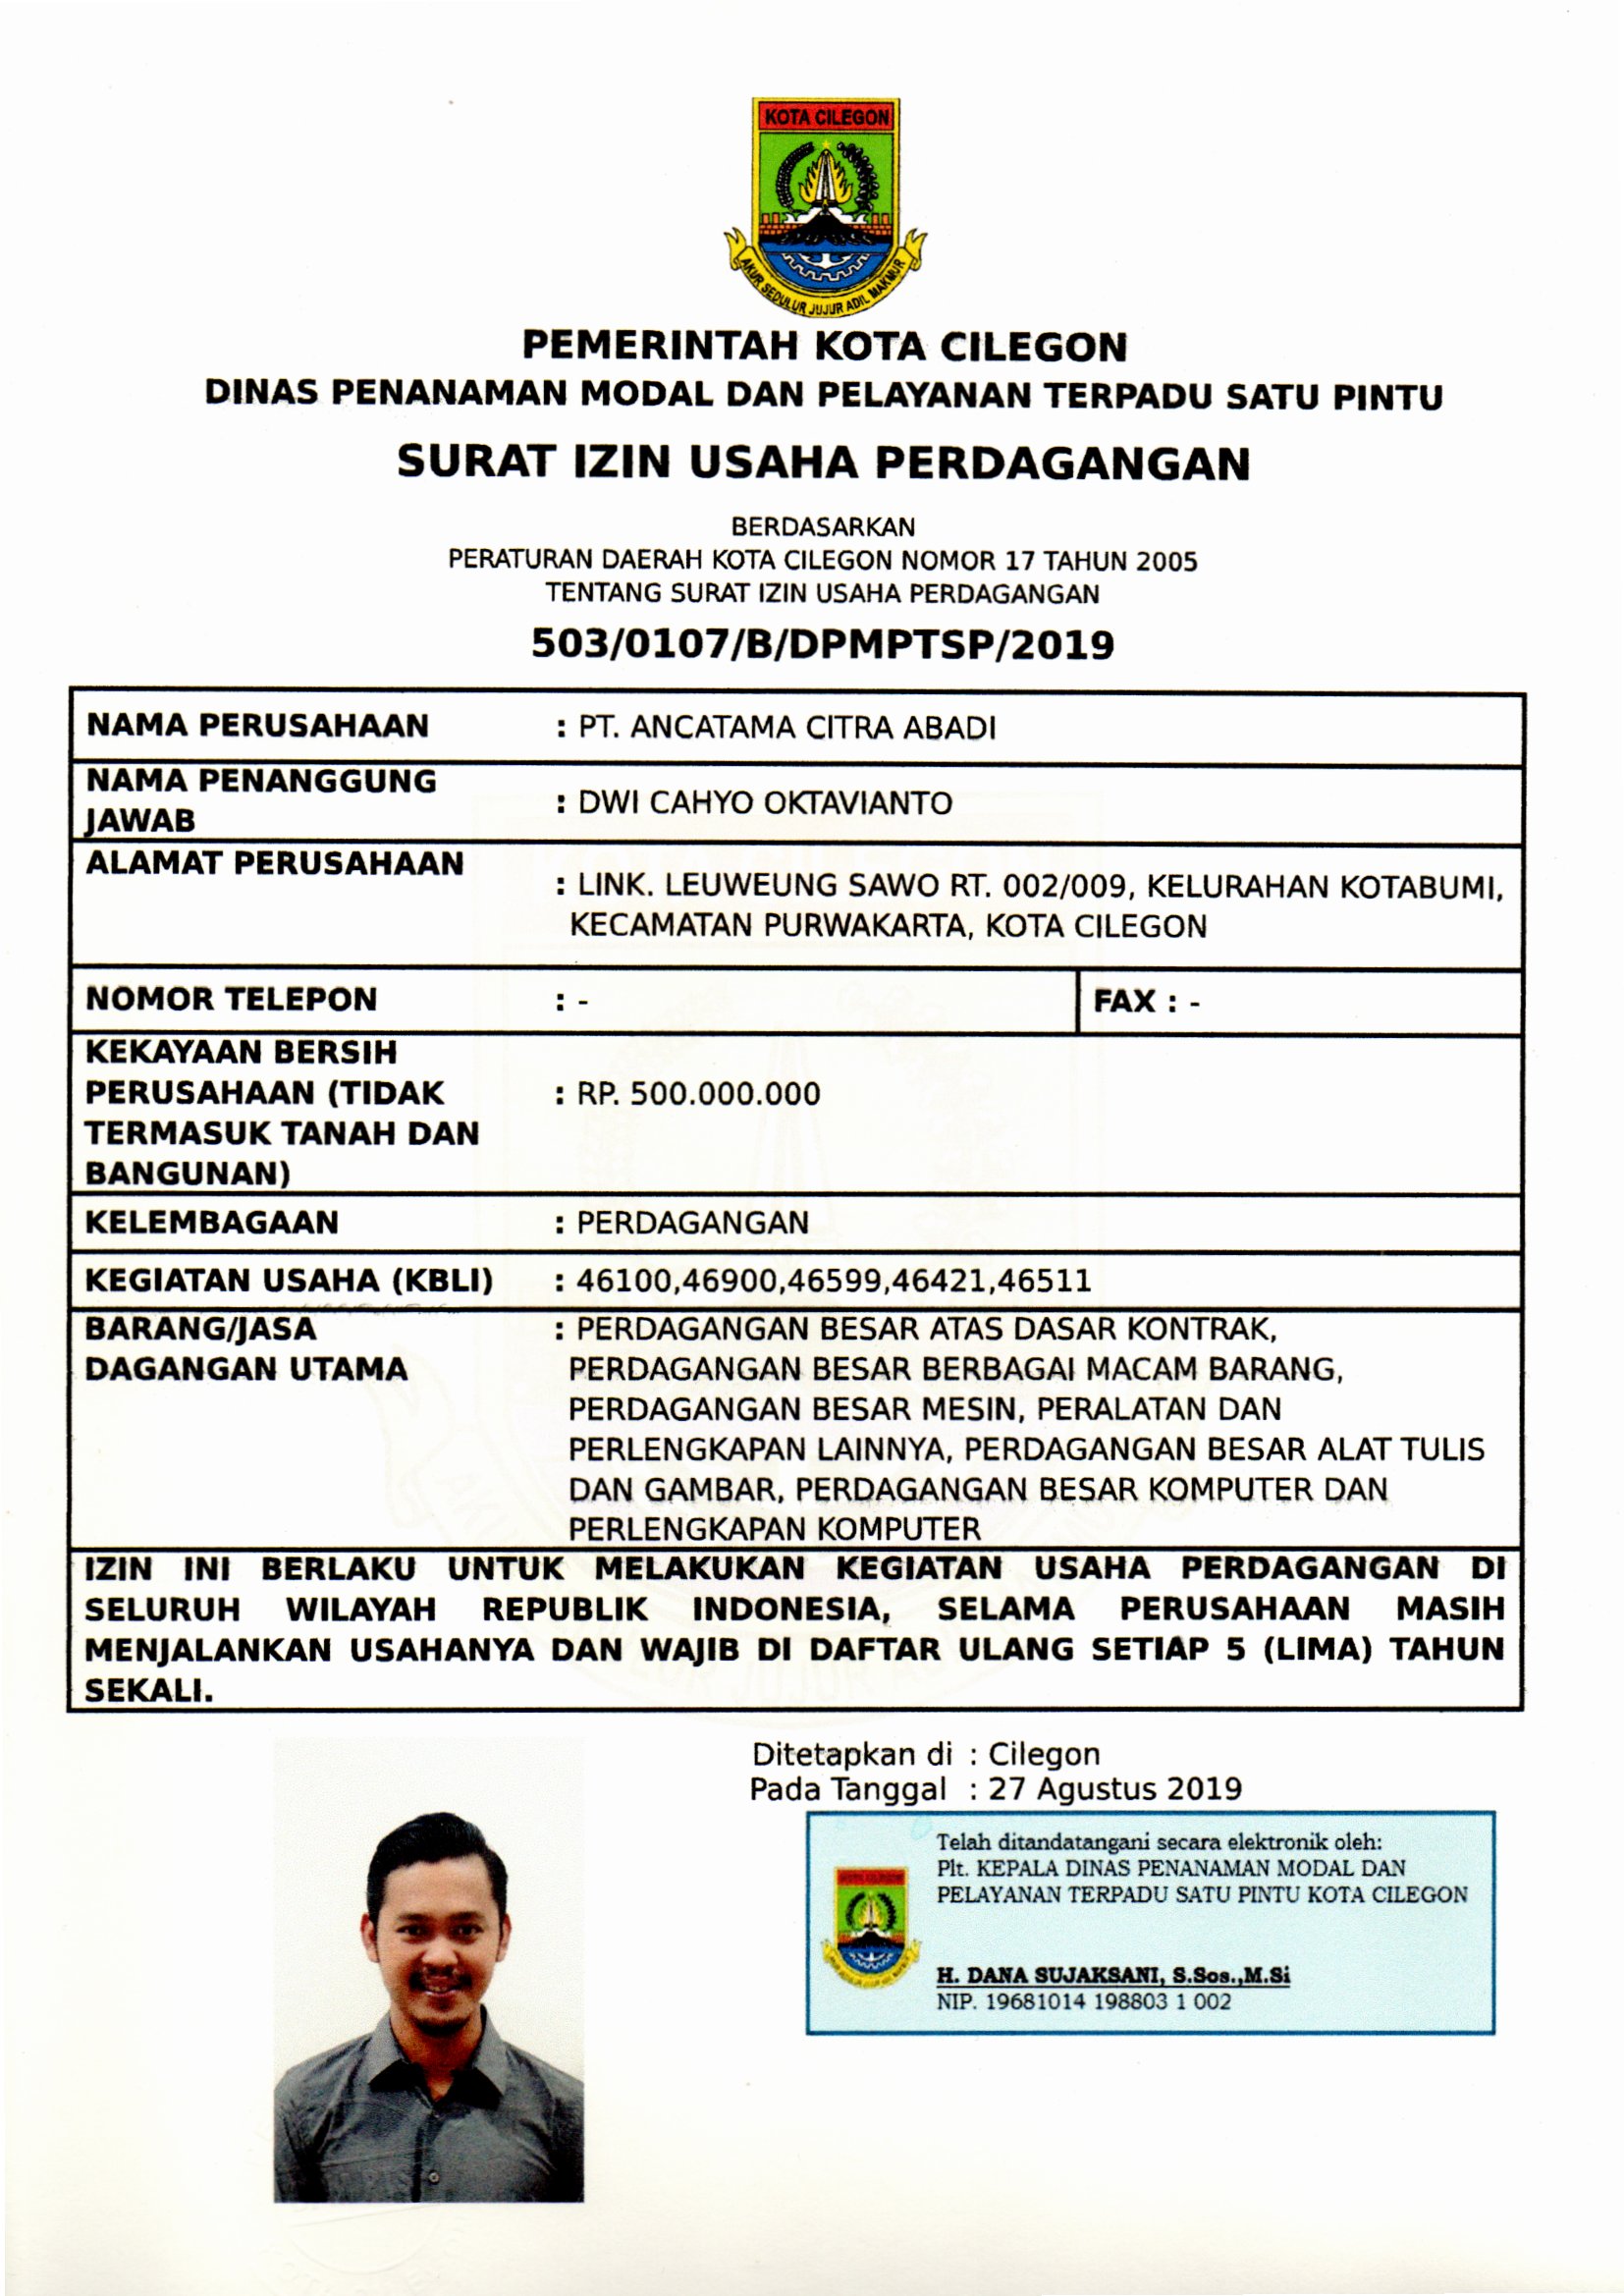 KOTA CILEGON
AKUR SEDULUR JUJUR ADIL MAKMUR
PEMERINTAH KOTA CILEGON
DINAS PENANAMAN MODAL DAN PELAYANAN TERPADU SATU PINTU
SURAT IZIN USAHA PERDAGANGAN
BERDASARKAN
PERATURAN DAERAH KOTA CILEGON NOMOR 17 TAHUN 2005
TENTANG SURAT IZIN USAHA PERDAGANGAN
503/0107/B/DPMPTSP/2019
NAMA PERUSAHAAN : PT. ANCATAMA CITRA ABADI
NAMA PENANGGUNG
JAWAB : DWI CAHYO OKTAVIANTO
ALAMAT PERUSAHAAN
: LINK. LEUWEUNG SAWO RT. 002/009, KELURAHAN KOTABUMI,
KECAMATAN PURWAKARTA, KOTA CILEGON
NOMOR TELEPON : - FAX : -
KEKAYAAN BERSIH
PERUSAHAAN (TIDAK : RP. 500.000.000
TERMASUK TANAH DAN
BANGUNAN)
KELEMBAGAAN : PERDAGANGAN
KEGIATAN USAHA (KBLI) : 46100,46900,46599,46421,46511
BARANG/JASA : PERDAGANGAN BESAR ATAS DASAR KONTRAK,
DAGANGAN UTAMA PERDAGANGAN BESAR BERBAGAI MACAM BARANG,
PERDAGANGAN BESAR MESIN, PERALATAN DAN
PERLENGKAPAN LAINNYA, PERDAGANGAN BESAR ALAT TULIS
DAN GAMBAR, PERDAGANGAN BESAR KOMPUTER DAN
PERLENGKAPAN KOMPUTER
IZIN INI BERLAKU UNTUK MELAKUKAN KEGIATAN USAHA PERDAGANGAN DI
SELURUH WILAYAH REPUBLIK INDONESIA, SELAMA PERUSAHAAN MASIH
MENJALANKAN USAHANYA DAN WAJIB DI DAFTAR ULANG SETIAP 5 (LIMA) TAHUN
SEKALI.
Ditetapkan di : Cilegon
Pada Tanggal : 27 Agustus 2019
Telah ditandatangani secara elektronik oleh:
Plt. KEPALA DINAS PENANAMAN MODAL DAN
PELAYANAN TERPADU SATU PINTU KOTA CILEGON
KOTA CILEGON
H. DANA SUJAKSANI, S.Sos.,M.Si
NIP. 19681014 198803 1 002